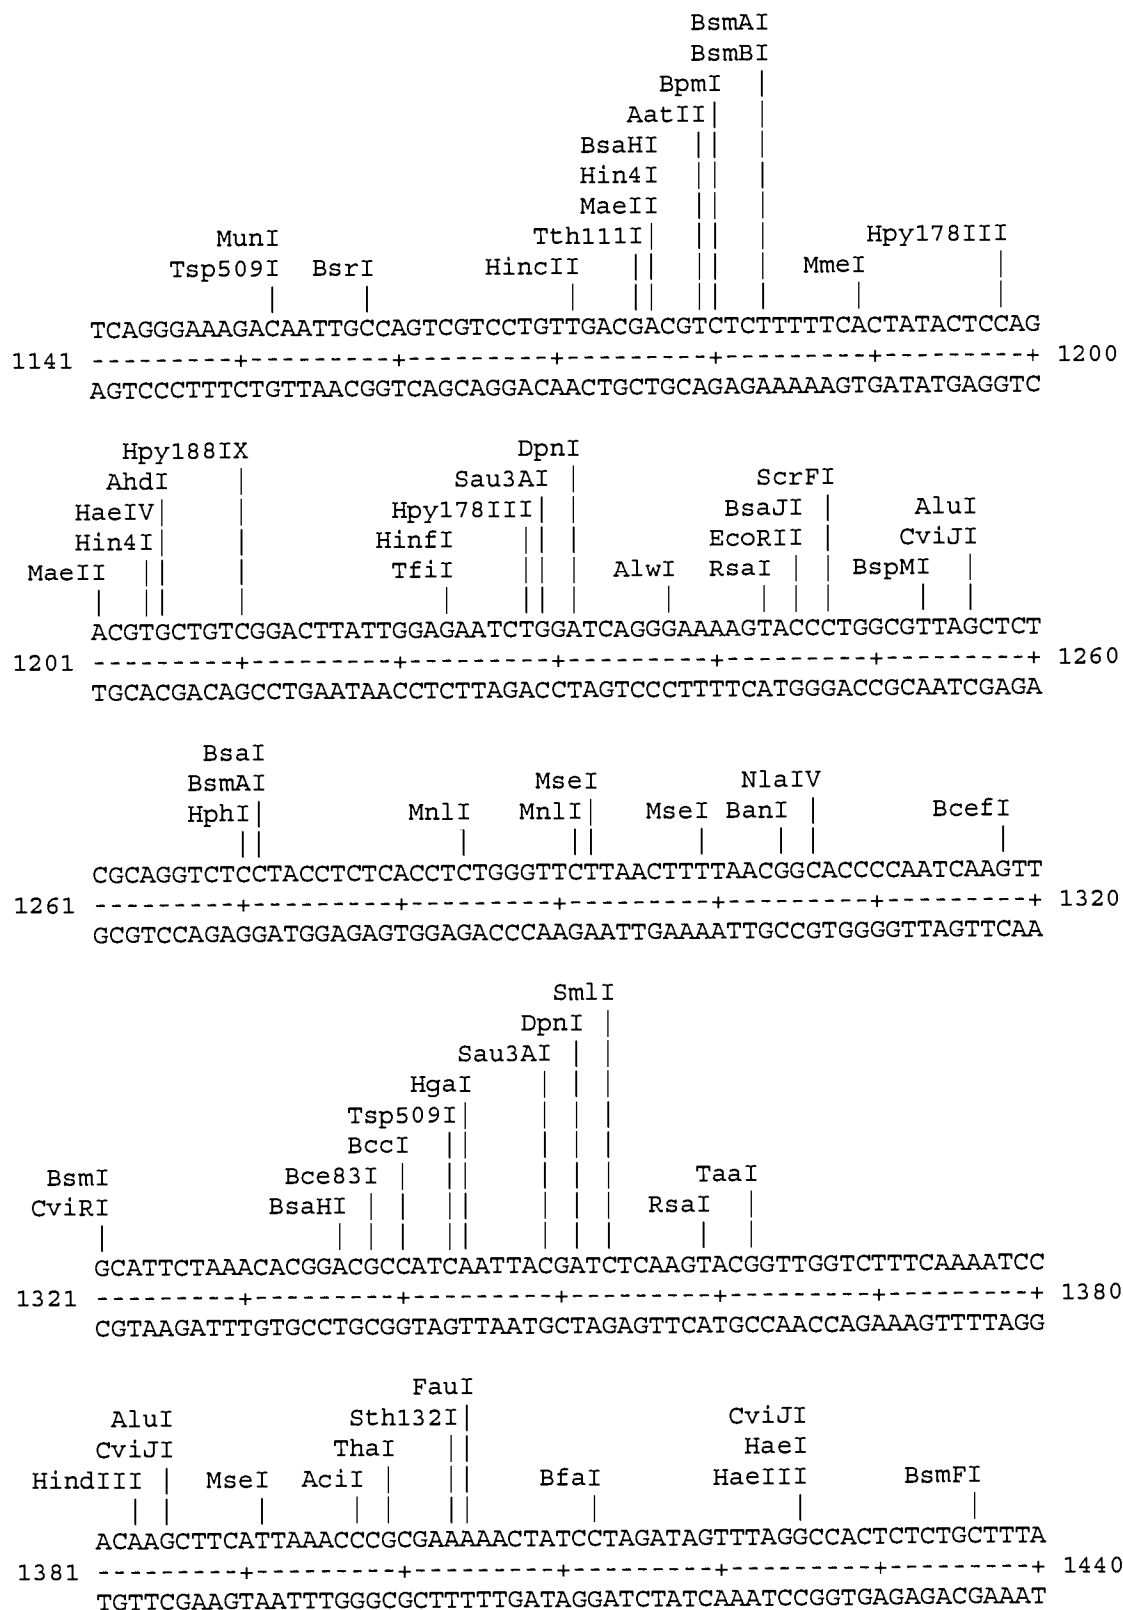 BsmAI
BsmBI
BpmI
AatII
BsaHI
Hin4I
MaeII
MunI Tth111I Hpy178III
Tsp509I BsrI HincII MmeI
TCAGGGAAAGACAATTGCCAGTCGTCCTGTTGACGACGTCTCTTTTTCACTATACTCCAG
1141 ---------+---------+---------+---------+---------+---------+ 1200
AGTCCCTTTCTGTTAACGGTCAGCAGGACAACTGCTGCAGAGAAAAAGTGATATGAGGTC
Hpy188IX DpnI
AhdI Sau3AI ScrFI
HaeIV Hpy178III BsaJI AluI
Hin4I HinfI EcoRII CviJI
MaeII TfiI AlwI RsaI BspMI
ACGTGCTGTCGGACTTATTGGAGAATCTGGATCAGGGAAAAGTACCCTGGCGTTAGCTCT
1201 ---------+---------+---------+---------+---------+---------+ 1260
TGCACGACAGCCTGAATAACCTCTTAGACCTAGTCCCTTTTCATGGGACCGCAATCGAGA
BsaI
BsmAI MseI NlaIV
HphI MnlI MnlI MseI BanI BcefI
CGCAGGTCTCCTACCTCTCACCTCTGGGTTCTTAACTTTTAACGGCACCCCAATCAAGTT
1261 ---------+---------+---------+---------+---------+---------+ 1320
GCGTCCAGAGGATGGAGAGTGGAGACCCAAGAATTGAAAATTGCCGTGGGGTTAGTTCAA
SmlI
DpnI
Sau3AI
HgaI
Tsp509I
BccI
BsmI Bce83I TaaI
CviRI BsaHI RsaI
GCATTCTAAACACGGACGCCATCAATTACGATCTCAAGTACGGTTGGTCTTTCAAAATCC
1321 ---------+---------+---------+---------+---------+---------+ 1380
CGTAAGATTTGTGCCTGCGGTAGTTAATGCTAGAGTTCATGCCAACCAGAAAGTTTTAGG
FauI
AluI Sth132I CviJI
CviJI ThaI HaeI
HindIII MseI AciI BfaI HaeIII BsmFI
ACAAGCTTCATTAAACCCGCGAAAAACTATCCTAGATAGTTTAGGCCACTCTCTGCTTTA
1381 ---------+---------+---------+---------+---------+---------+ 1440
TGTTCGAAGTAATTTGGGCGCTTTTTGATAGGATCTATCAAATCCGGTGAGAGACGAAAT